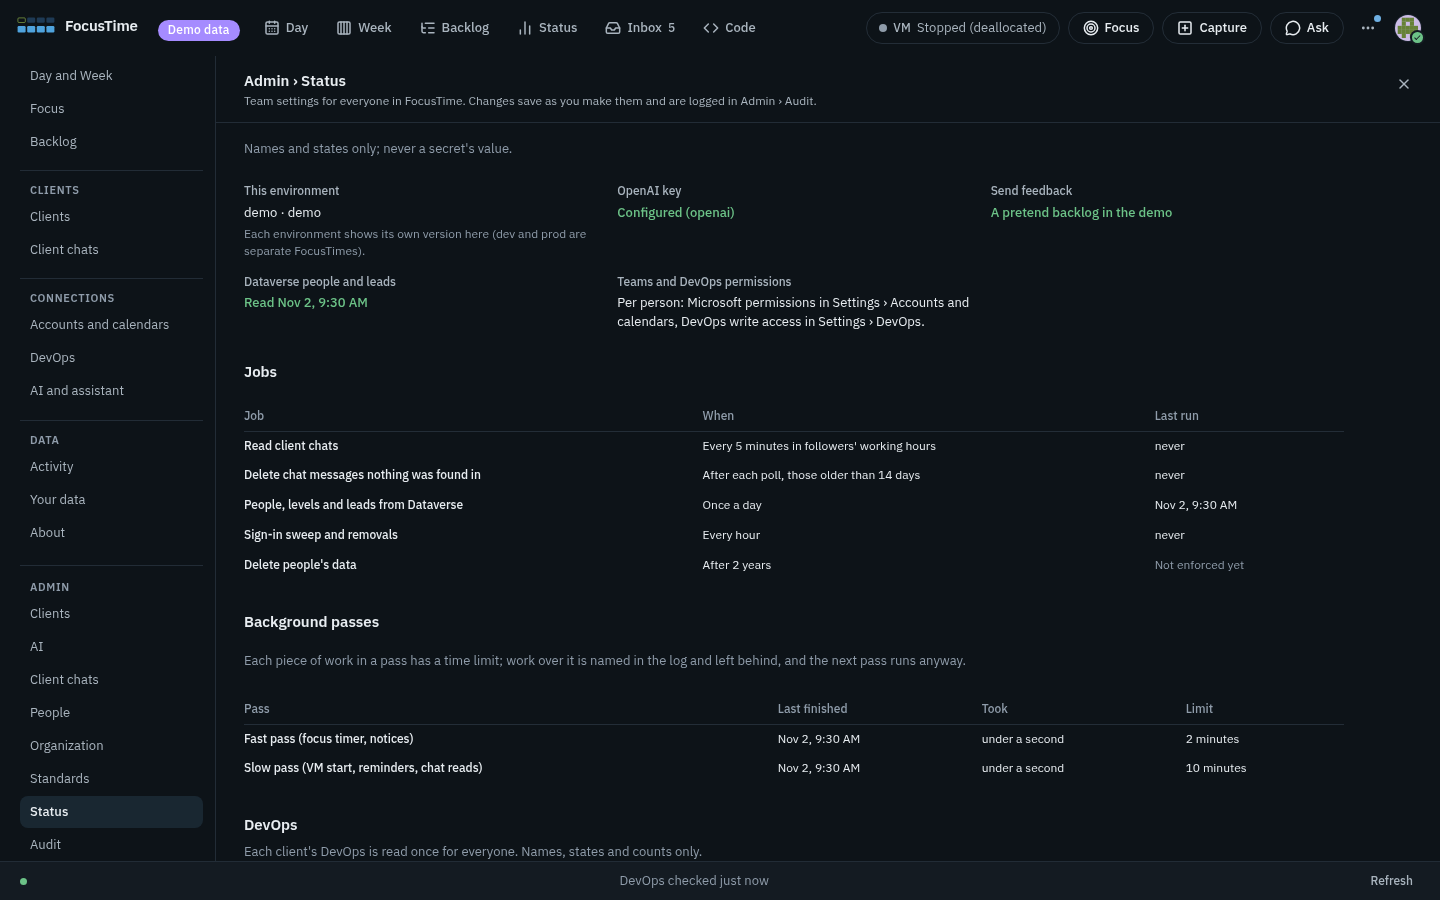 FocusTime
Demo data
Day
Week
Backlog
Status
Inbox 5
Code
VM Stopped (deallocated)
Focus
Capture
Ask
Day and Week
Focus
Backlog
CLIENTS
Clients
Client chats
CONNECTIONS
Accounts and calendars
DevOps
AI and assistant
DATA
Activity
Your data
About
ADMIN
Clients
AI
Client chats
People
Organization
Standards
Status
Audit
Admin › Status
Team settings for everyone in FocusTime. Changes save as you make them and are logged in Admin › Audit.
Names and states only; never a secret's value.
This environment
demo · demo
Each environment shows its own version here (dev and prod are
separate FocusTimes).
OpenAI key
Configured (openai)
Send feedback
A pretend backlog in the demo
Dataverse people and leads
Read Nov 2, 9:30 AM
Teams and DevOps permissions
Per person: Microsoft permissions in Settings › Accounts and
calendars, DevOps write access in Settings › DevOps.
Jobs
Job When Last run
Read client chats Every 5 minutes in followers' working hours never
Delete chat messages nothing was found in After each poll, those older than 14 days never
People, levels and leads from Dataverse Once a day Nov 2, 9:30 AM
Sign-in sweep and removals Every hour never
Delete people's data After 2 years Not enforced yet
Background passes
Each piece of work in a pass has a time limit; work over it is named in the log and left behind, and the next pass runs anyway.
Pass Last finished Took Limit
Fast pass (focus timer, notices) Nov 2, 9:30 AM under a second 2 minutes
Slow pass (VM start, reminders, chat reads) Nov 2, 9:30 AM under a second 10 minutes
DevOps
Each client's DevOps is read once for everyone. Names, states and counts only.
DevOps checked just now
Refresh